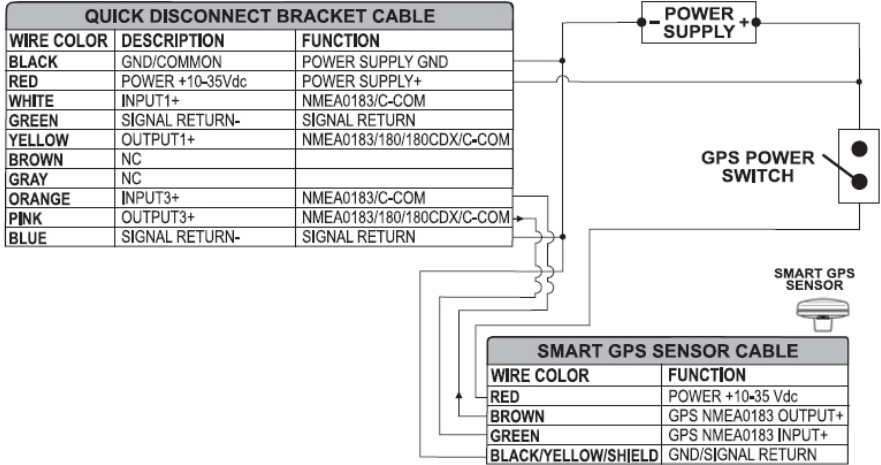 QUICK DISCONNECT BRACKET CABLE
WIRE COLOR DESCRIPTION FUNCTION
BLACK GND/COMMON POWER SUPPLY GND
RED POWER +10-35Vdc POWER SUPPLY+
WHITE INPUT1+ NMEA0183/C-COM
GREEN SIGNAL RETURN- SIGNAL RETURN
YELLOW OUTPUT1+ NMEA0183/180/180CDX/C-COM
BROWN NC
GRAY NC
ORANGE INPUT3+ NMEA0183/C-COM
PINK OUTPUT3+ NMEA0183/180/180CDX/C-COM
BLUE SIGNAL RETURN- SIGNAL RETURN
- POWER +
SUPPLY
GPS POWER
SWITCH
SMART GPS
SENSOR
SMART GPS SENSOR CABLE
WIRE COLOR FUNCTION
RED POWER +10-35 Vdc
BROWN GPS NMEA0183 OUTPUT+
GREEN GPS NMEA0183 INPUT+
BLACK/YELLOW/SHIELD GND/SIGNAL RETURN